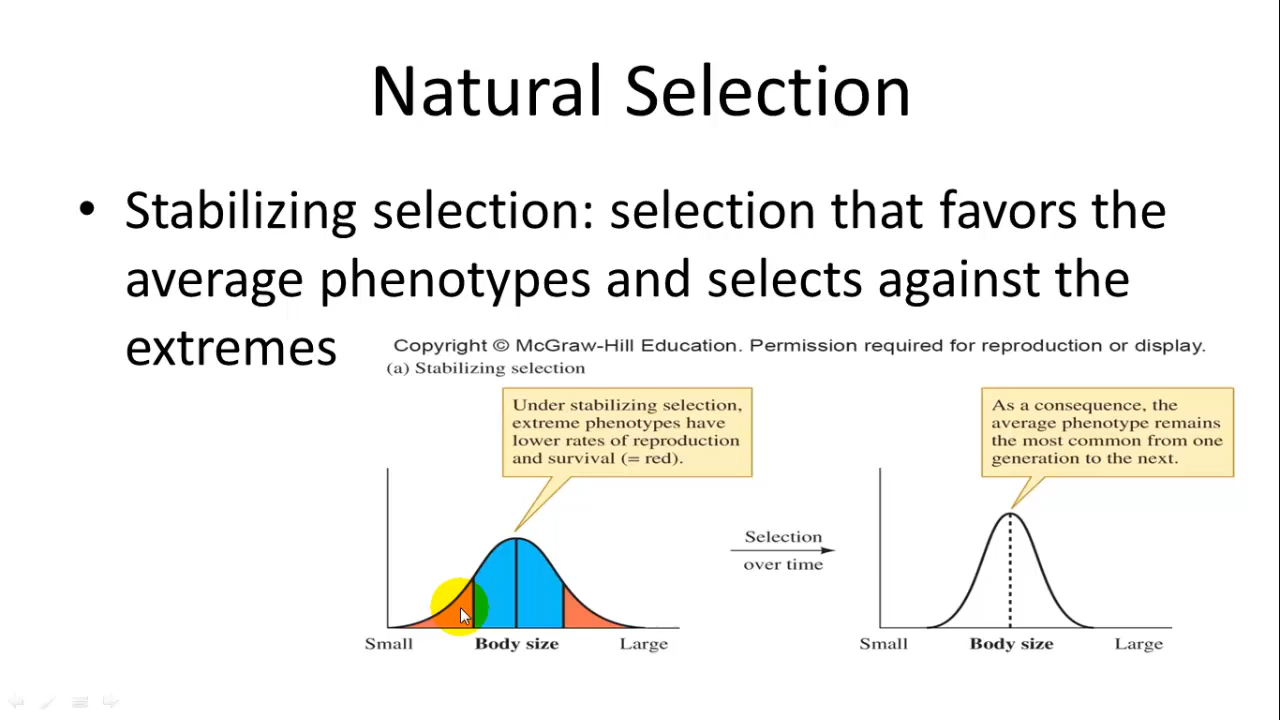 Natural Selection
• Stabilizing selection: selection that favors the
average phenotypes and selects against the
extremes
Copyright © McGraw-Hill Education. Permission required for reproduction or display.
(a) Stabilizing selection
Under stabilizing selection,
extreme phenotypes have
lower rates of reproduction
and survival (= red).
As a consequence, the
average phenotype remains
the most common from one
generation to the next.
Selection
over time
Small Body size Large
Small Body size Large